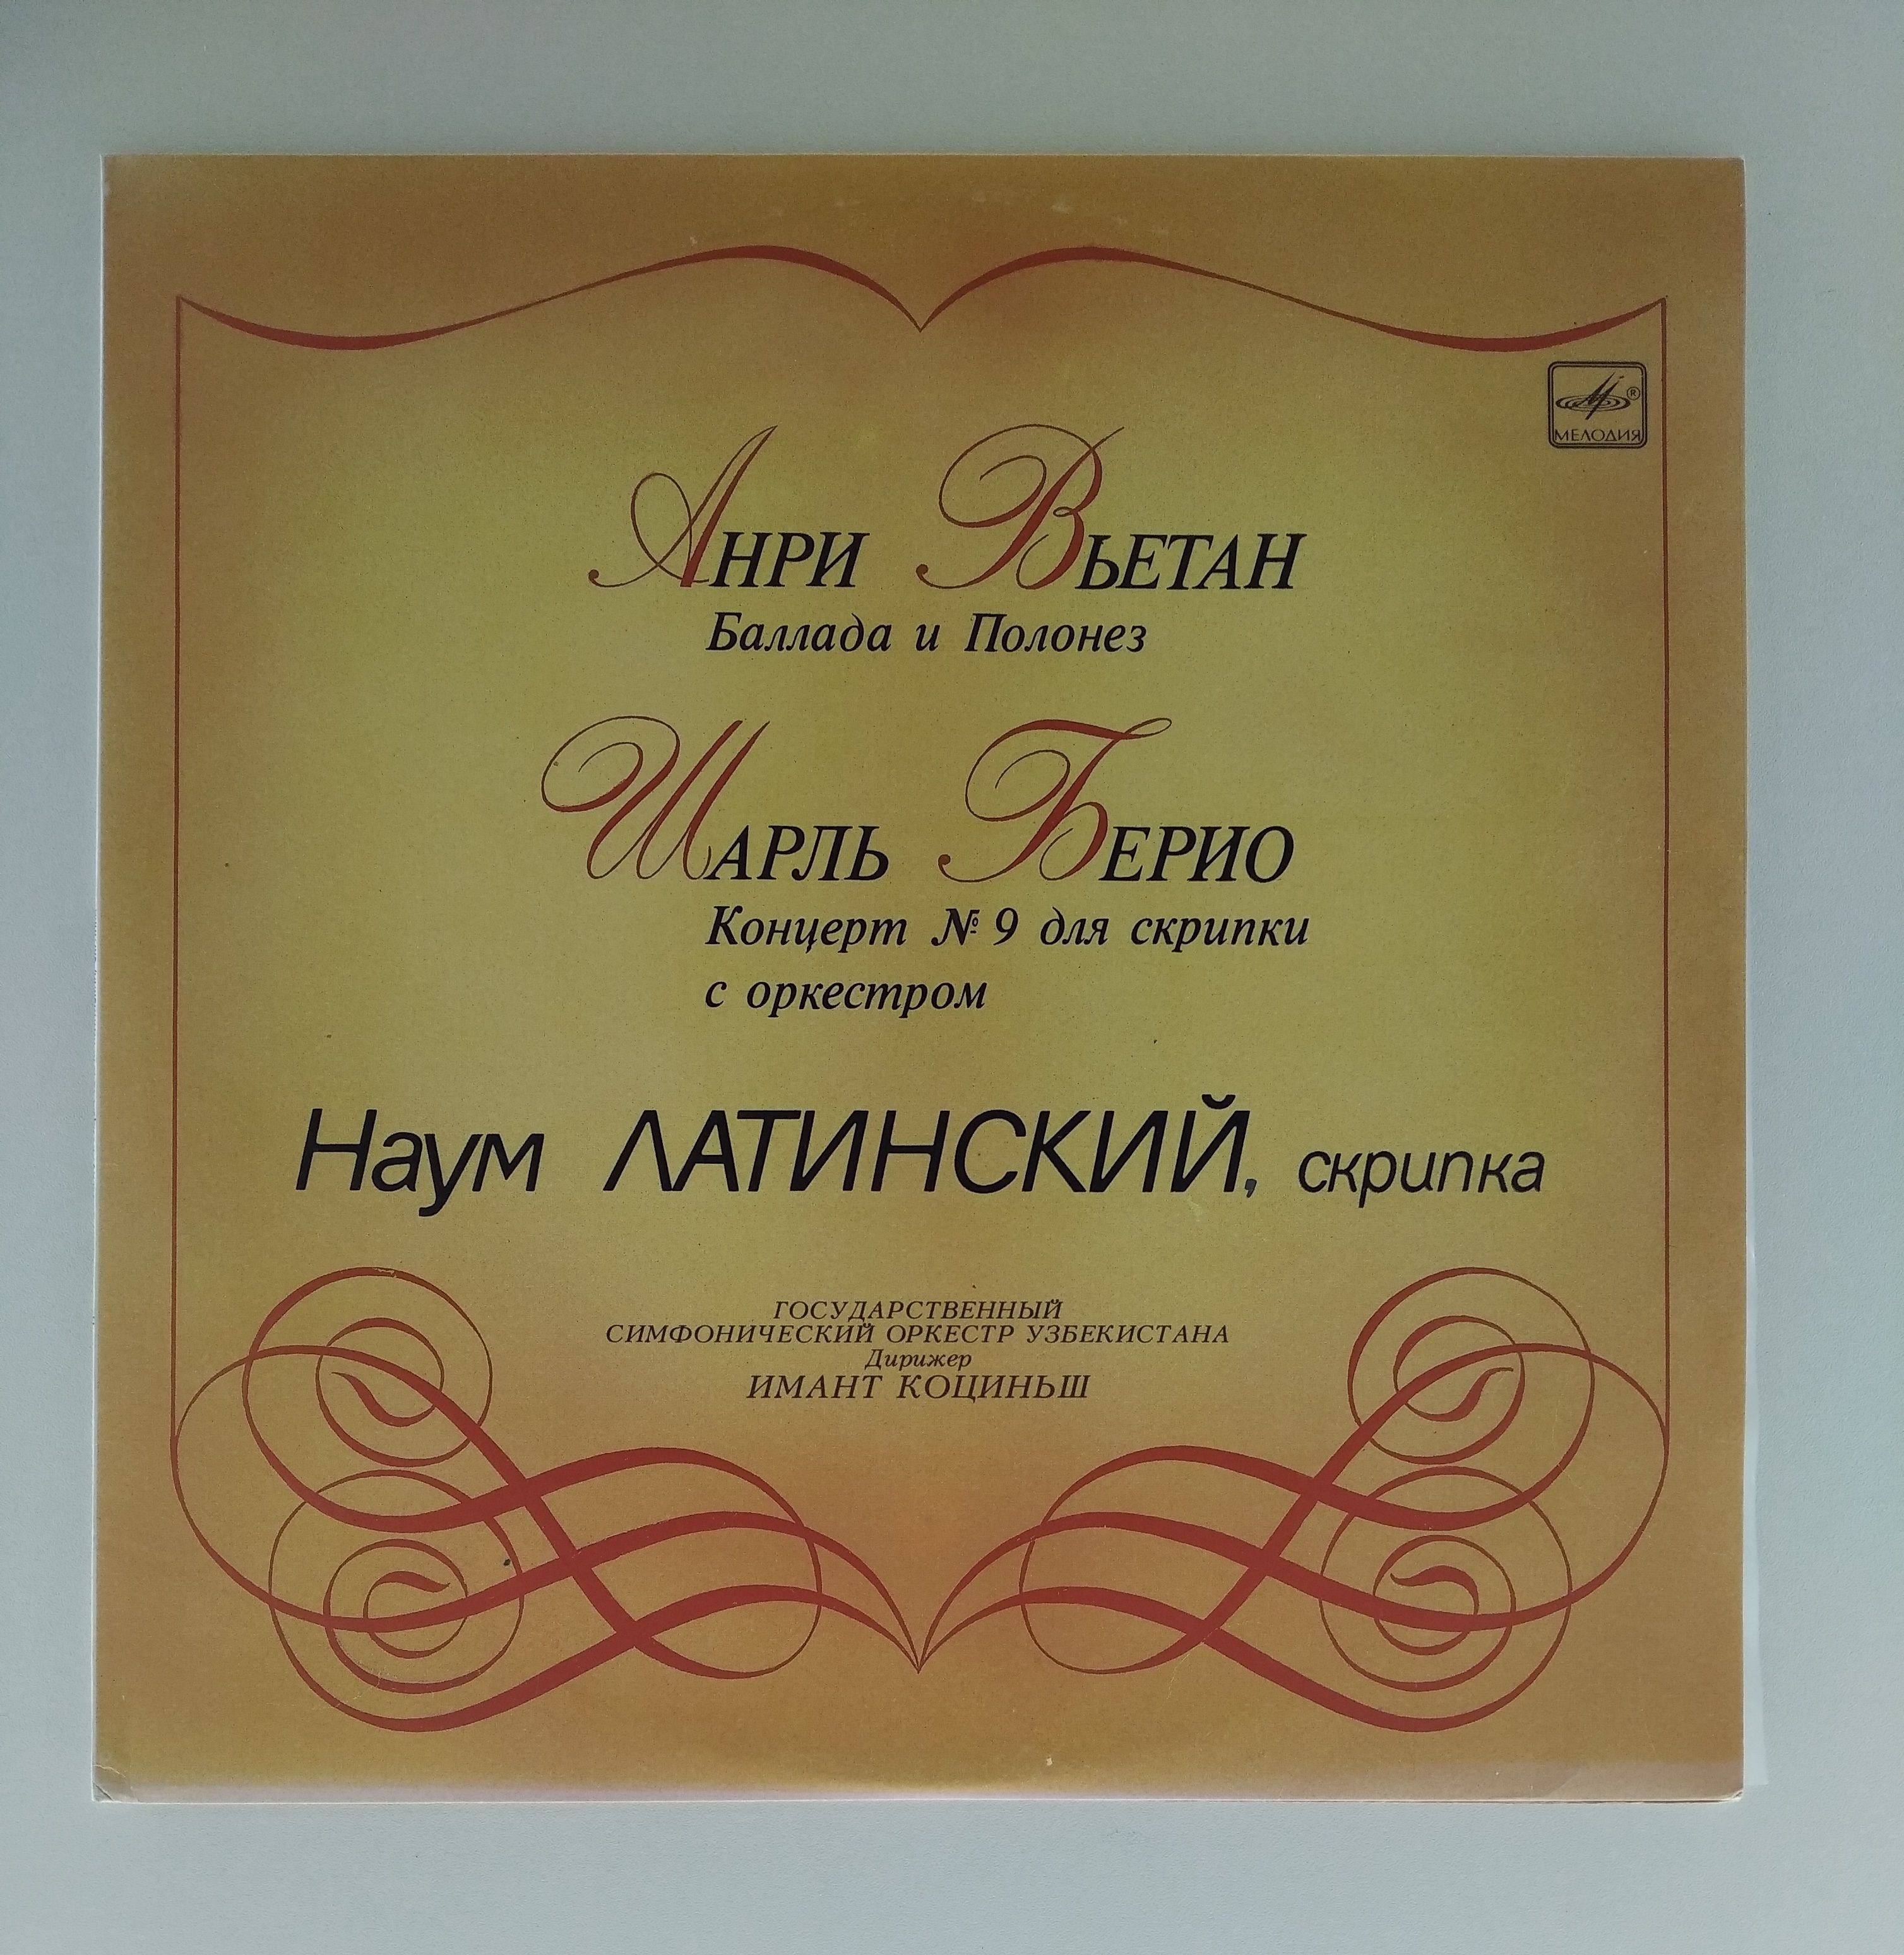 МЕЛОДИЯ
®
АНРИ ВЬЕТАН
Баллада и Полонез
ШАРЛЬ БЕРИО
Концерт № 9 для скрипки
с оркестром
Наум ЛАТИНСКИЙ, скрипка
ГОСУДАРСТВЕННЫЙ
СИМФОНИЧЕСКИЙ ОРКЕСТР УЗБЕКИСТАНА
Дирижер
ИМАНТ КОЦИНЬШ